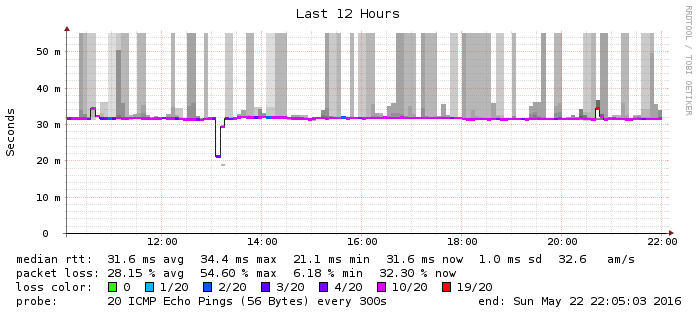 Last 12 Hours
RRDTOOL / TOBI OETIKER
Seconds
50 m
40 m
30 m
20 m
10 m
0
12:00 14:00 16:00 18:00 20:00 22:00
median rtt: 31.6 ms avg 34.4 ms max 21.1 ms min 31.6 ms now 1.0 ms sd 32.6 am/s
packet loss: 28.15 % avg 54.60 % max 6.18 % min 32.30 % now
loss color: 0 1/20 2/20 3/20 4/20 10/20 19/20
probe: 20 ICMP Echo Pings (56 Bytes) every 300s end: Sun May 22 22:05:03 2016